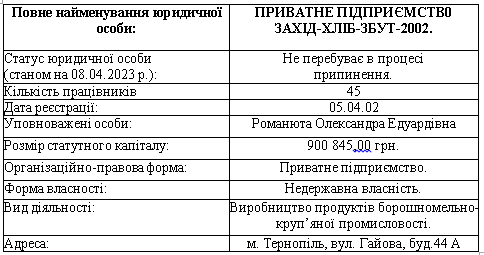 Повне найменування юридичної особи:
ПРИВАТНЕ ПІДПРИЄМСТВО
ЗАХІД-ХЛІБ-ЗБУТ-2002.
Статус юридичної особи
(станом на 08.04.2023 р.):
Не перебуває в процесі
припинення.
Кількість працівників
45
Дата реєстрації:
05.04.02
Уповноважені особи:
Романюта Олександра Едуардівна
Розмір статутного капіталу:
900 845,00 грн.
Організаційно-правова форма:
Приватне підприємство.
Форма власності:
Недержавна власність.
Вид діяльності:
Виробництво продуктів борошномельно-
круп’яної промисловості.
Адреса:
м. Тернопіль, вул. Гайова, буд.44 А